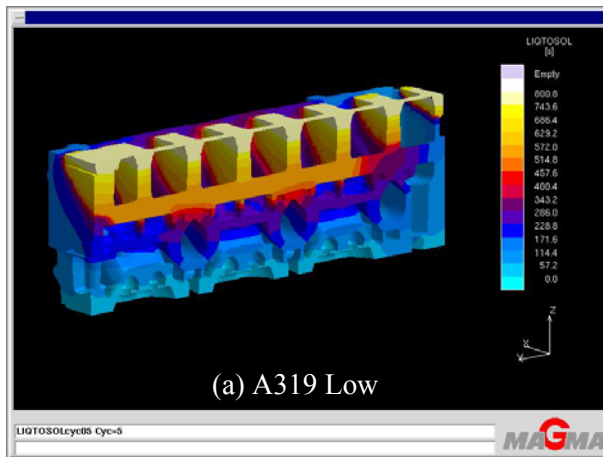 LIQTOSOL
[s]
Empty
800.8
743.6
686.4
629.2
572.0
514.8
457.6
400.4
343.2
286.0
228.8
171.6
114.4
57.2
0.0
Z
X
Y
(a) A319 Low
LIQTOSOLcyc05 Cyc=5
MAGMA